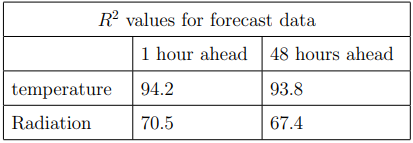 R² values for forecast data
1 hour ahead 48 hours ahead
temperature 94.2 93.8
Radiation 70.5 67.4